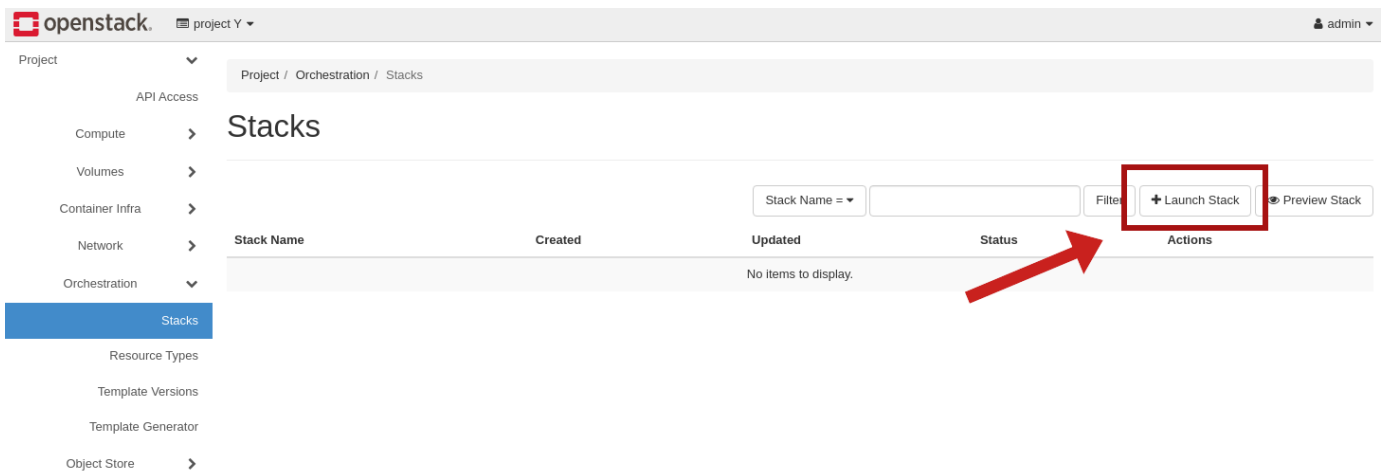 openstack. project Y admin
Project
API Access
Compute
Volumes
Container Infra
Network
Orchestration
Stacks
Resource Types
Template Versions
Template Generator
Object Store
Project / Orchestration / Stacks
Stacks
Stack Name = Filter Launch Stack Preview Stack
Stack Name Created Updated Status Actions
No items to display.